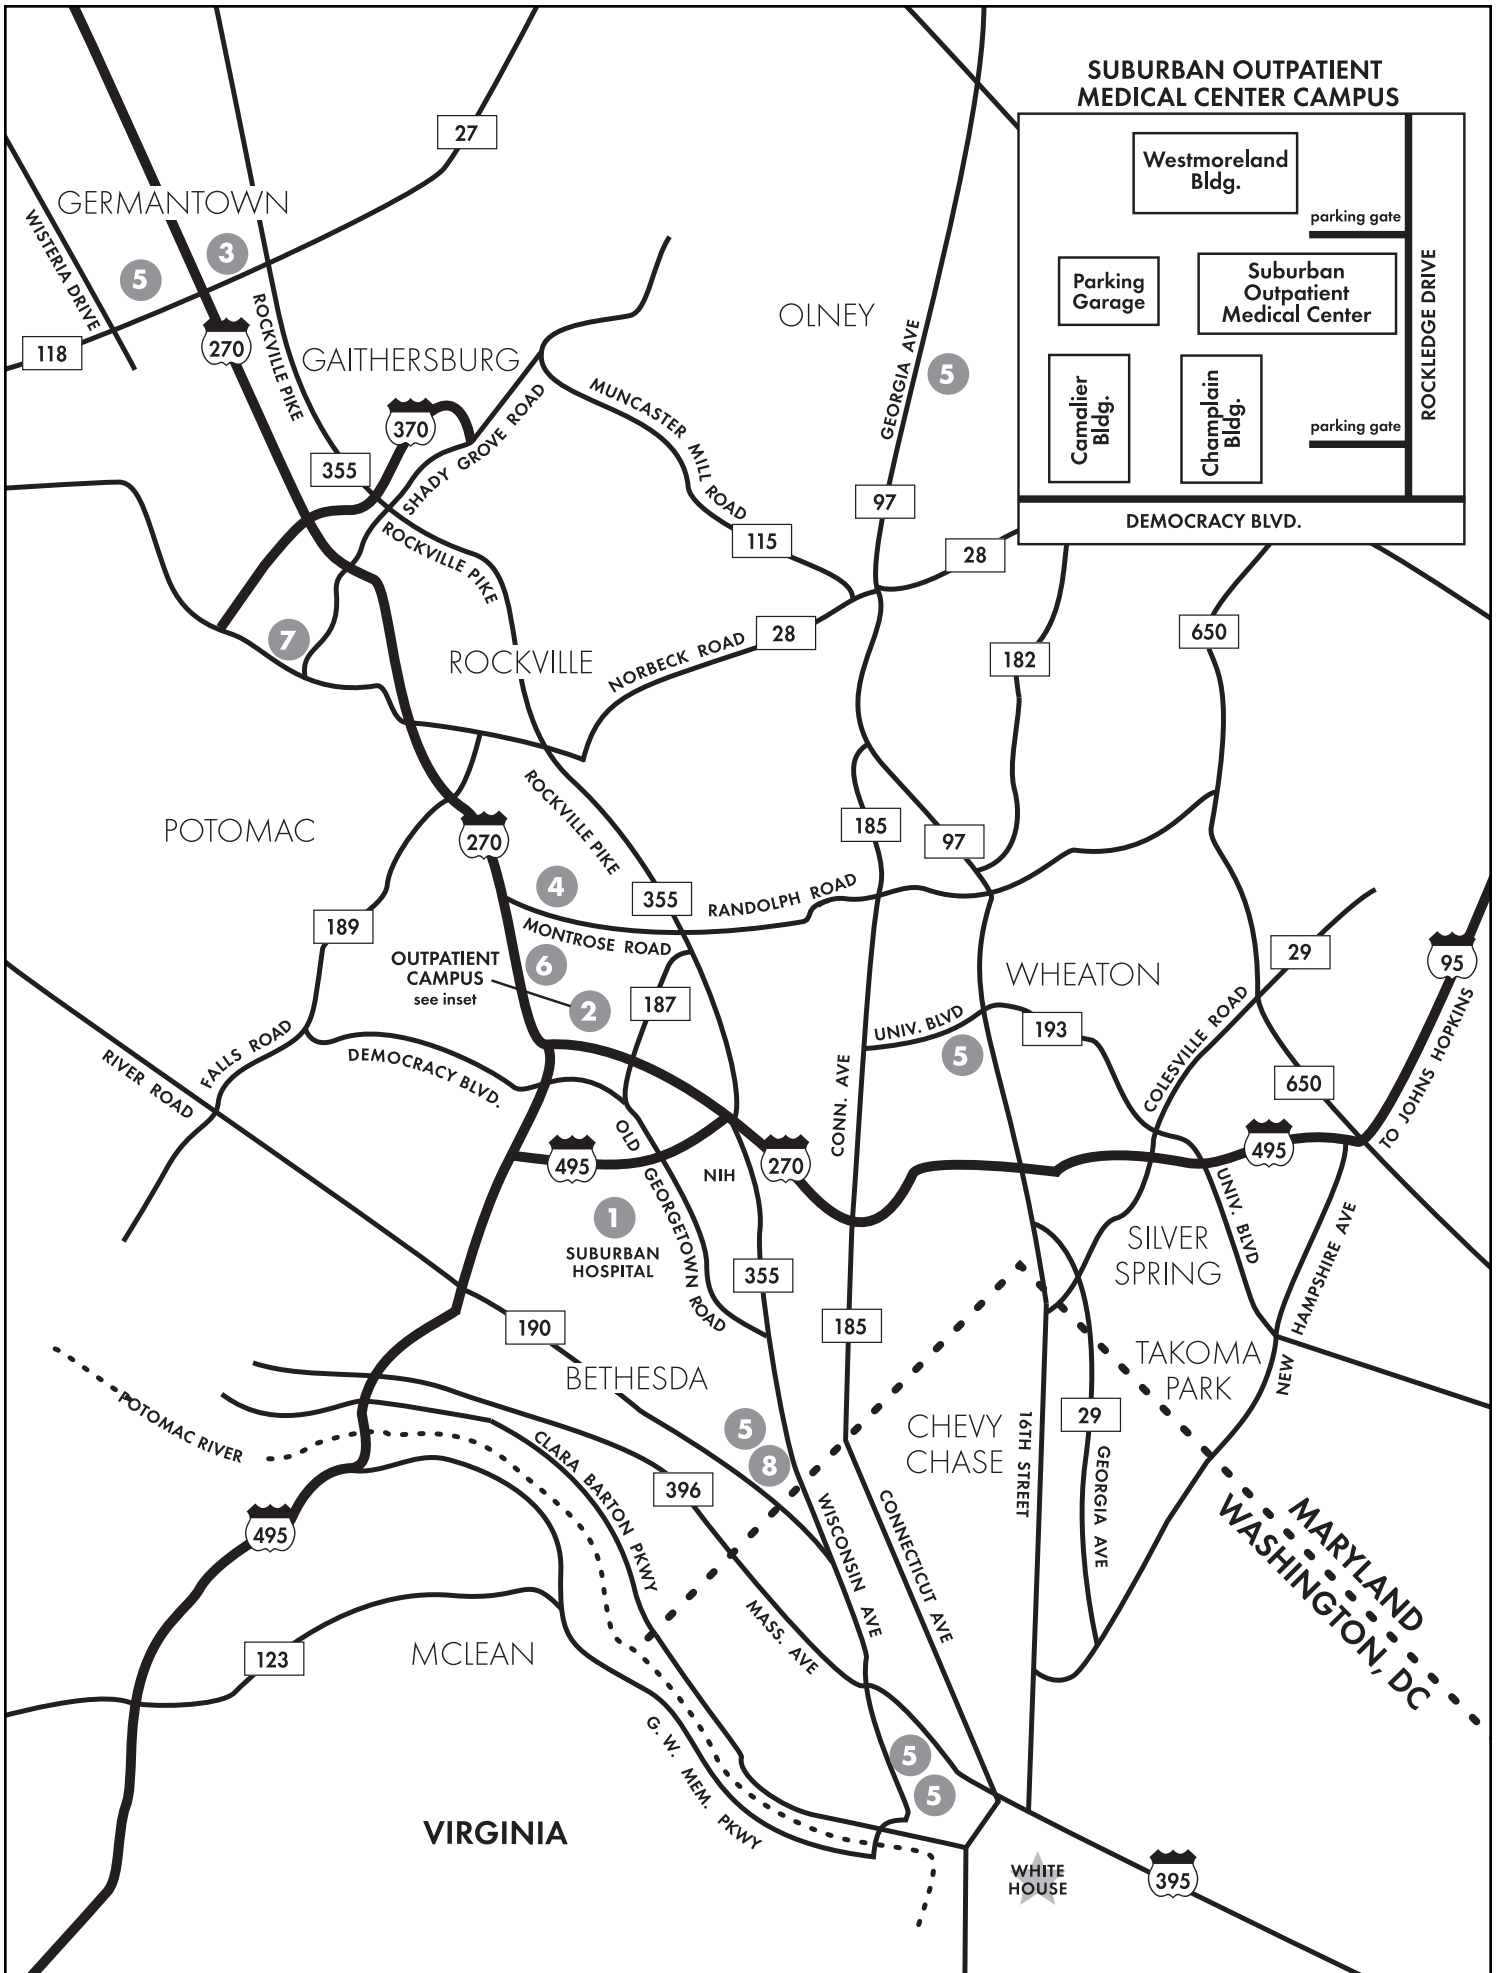 SUBURBAN OUTPATIENT
MEDICAL CENTER CAMPUS
Westmoreland
Bldg.
parking gate
Parking
Garage
Suburban
Outpatient
Medical Center
ROCKLEDGE DRIVE
Camalier
Bldg.
Champlain
Bldg.
parking gate
DEMOCRACY BLVD.
27
GERMANTOWN
WISTERIA DRIVE
3
5
118
270
ROCKVILLE PIKE
GAITHERSBURG
370
355
SHADY GROVE ROAD
ROCKVILLE PIKE
MUNCASTER MILL ROAD
115
OLNEY
GEORGIA AVE
5
97
28
28
NORBECK ROAD
182
650
7
ROCKVILLE
POTOMAC
270
ROCKVILLE PIKE
185
97
4
355
RANDOLPH ROAD
MONTROSE ROAD
189
OUTPATIENT
CAMPUS
see inset
6
2
187
WHEATON
29
95
UNIV. BLVD
193
5
COLESVILLE ROAD
650
TO JOHNS HOPKINS
FALLS ROAD
RIVER ROAD
DEMOCRACY BLVD.
CONN. AVE
OLD GEORGETOWN ROAD
495
NIH
270
495
1
SUBURBAN
HOSPITAL
355
UNIV. BLVD
SILVER
SPRING
NEW HAMPSHIRE AVE
190
185
BETHESDA
TAKOMA
PARK
POTOMAC RIVER
5
8
CHEVY
CHASE
16TH STREET
29
GEORGIA AVE
CLARA BARTON PKWY
396
495
WISCONSIN AVE
CONNECTICUT AVE
MARYLAND
WASHINGTON, DC
MASS. AVE
123
MCLEAN
G. W. MEM. PKWY
5
5
VIRGINIA
WHITE
HOUSE
395